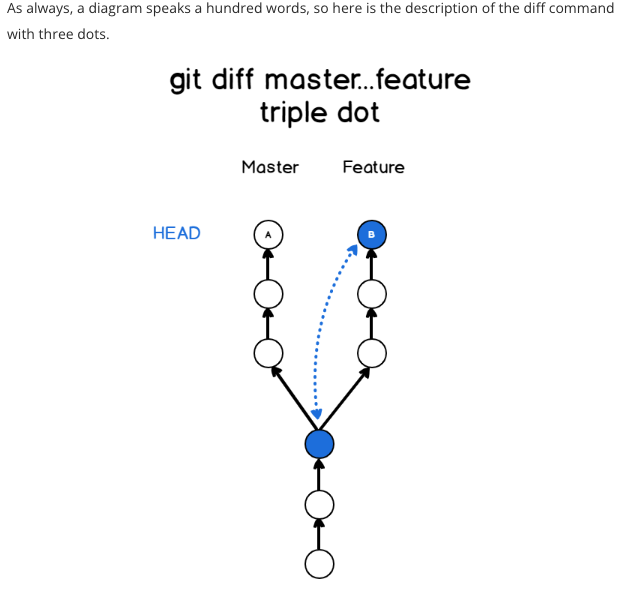 As always, a diagram speaks a hundred words, so here is the description of the diff command
with three dots.
git diff master...feature
triple dot
Master Feature
HEAD A B